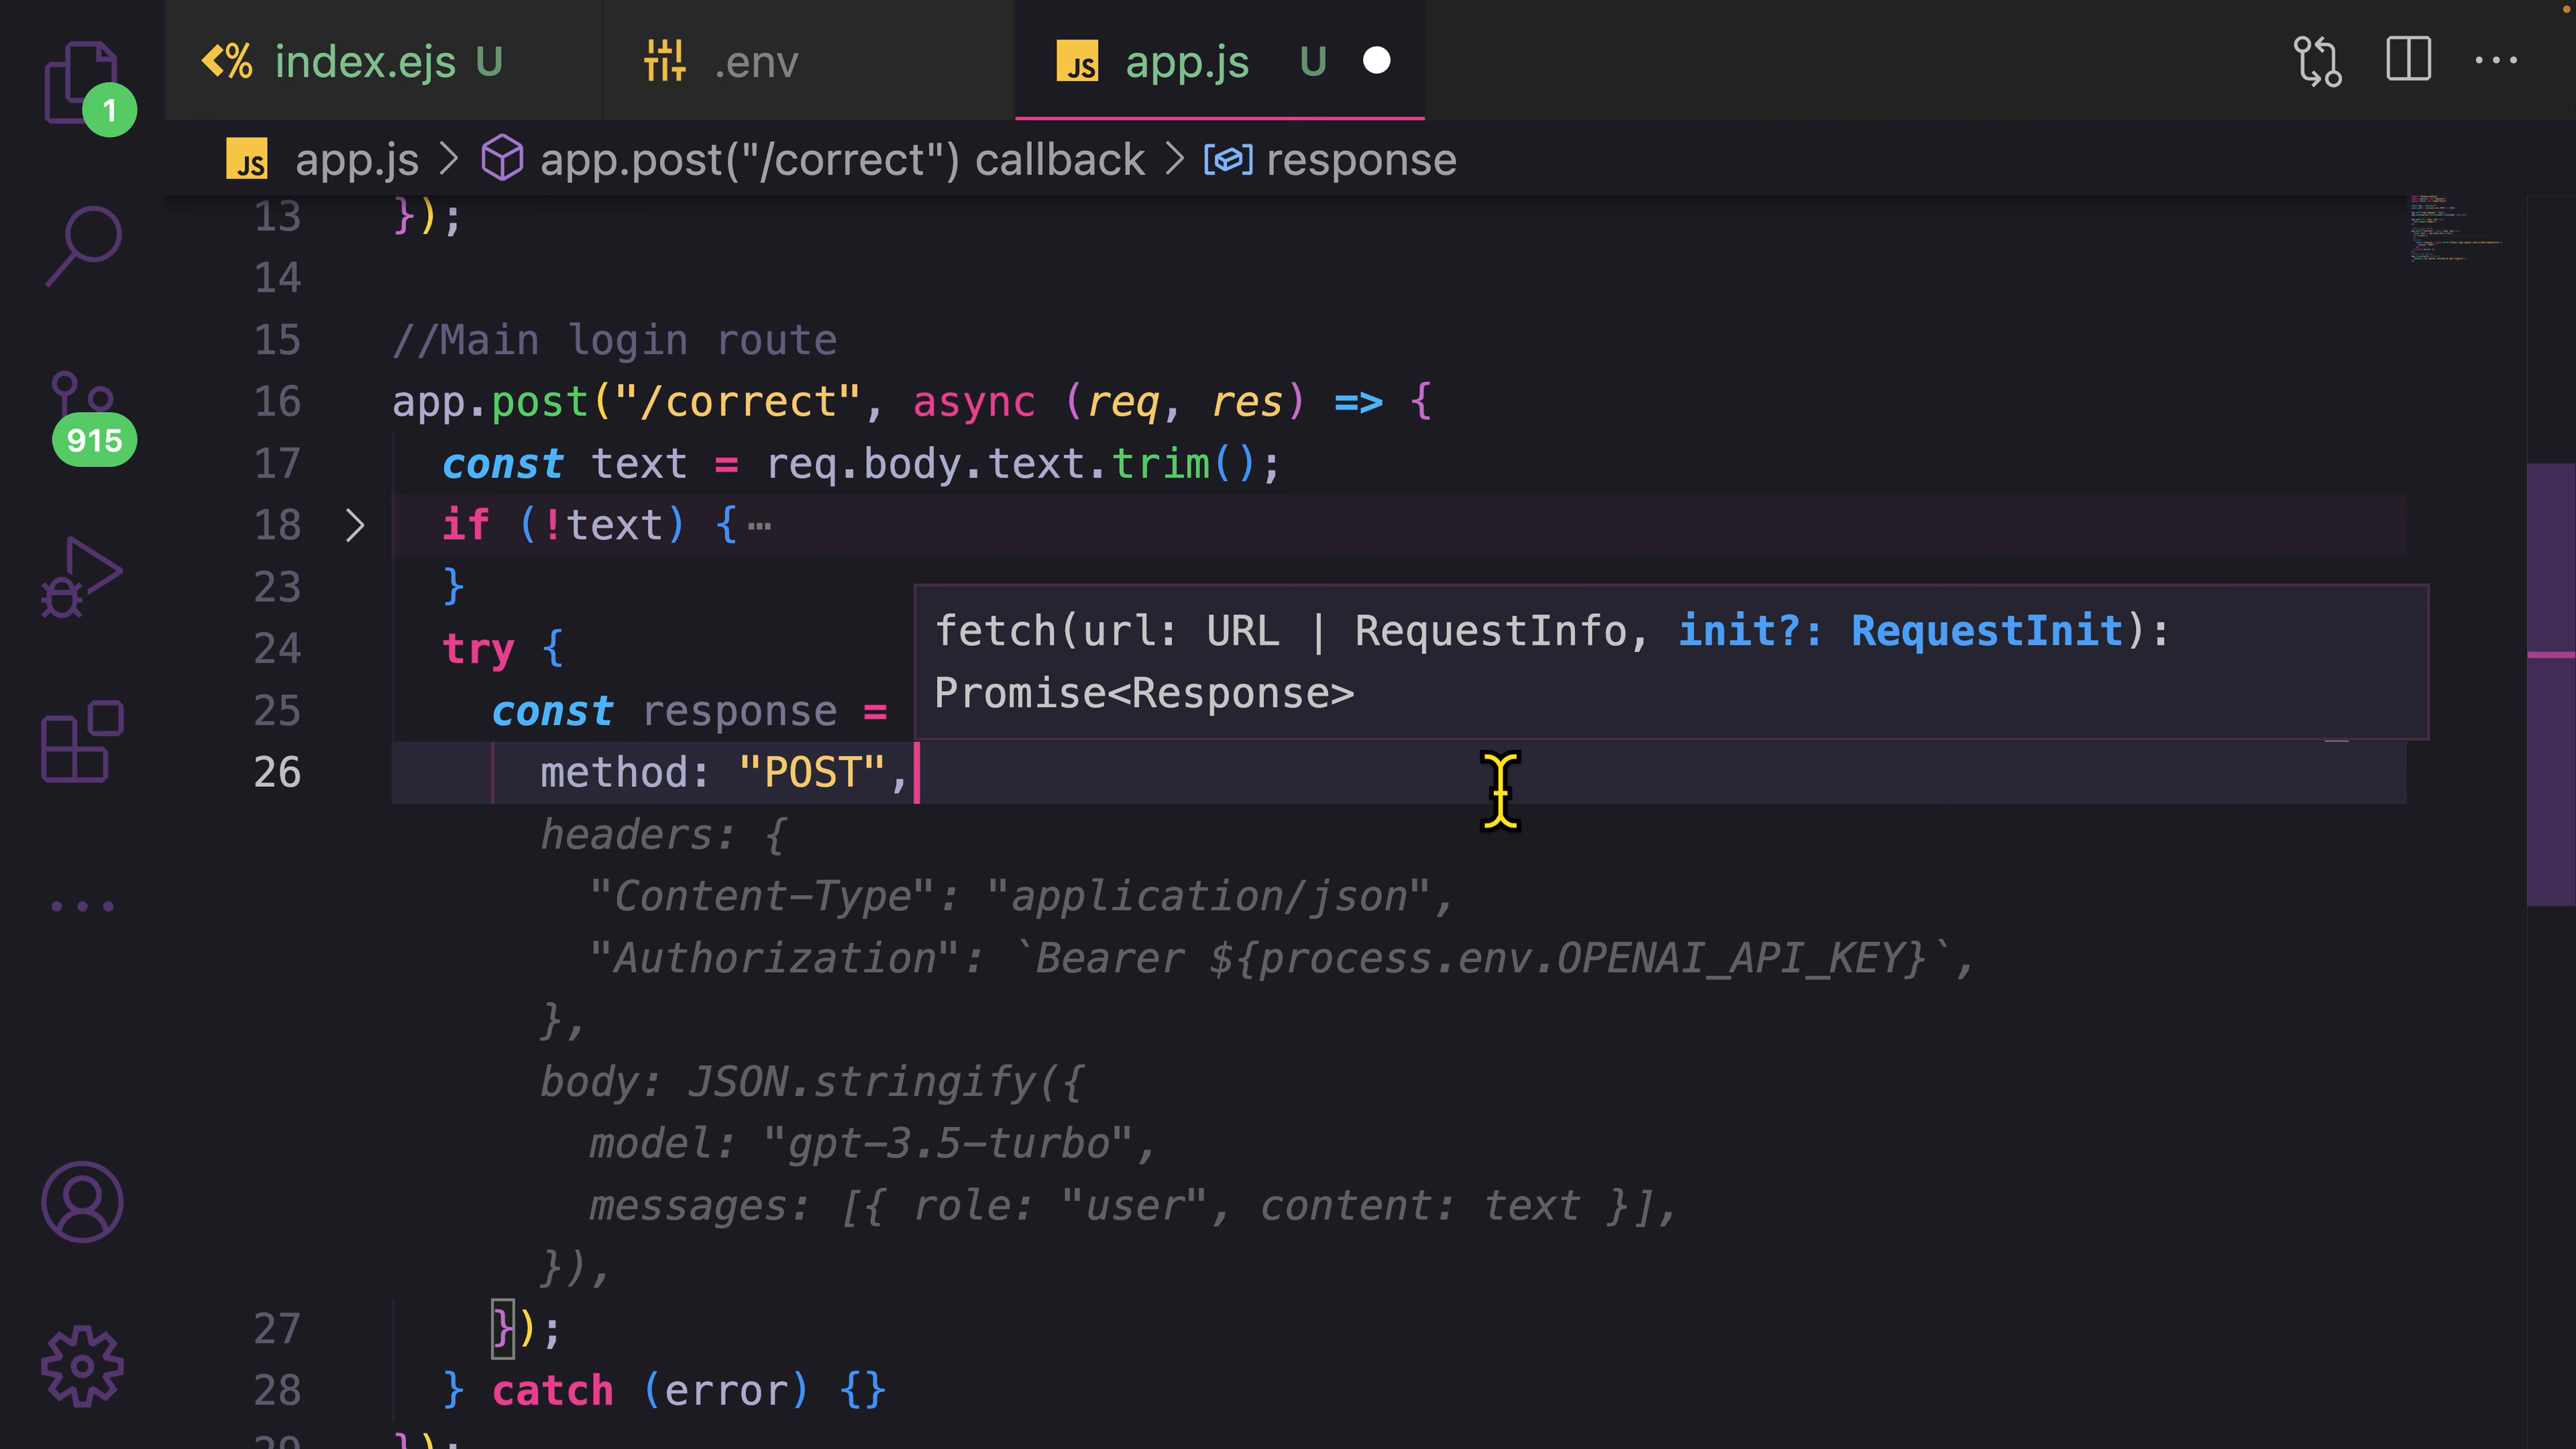 index.ejs U
.env
JS app.js U
1
JS app.js > app.post("/correct") callback > response
13 });
14
15 //Main login route
16 app.post("/correct", async (req, res) => {
915
17 const text = req.body.text.trim();
18 if (!text) {…
23 }
24 try {
fetch(url: URL | RequestInfo, init?: RequestInit):
Promise<Response>
25 const response =
26 method: "POST",
headers: {
"Content-Type": "application/json",
"Authorization": `Bearer ${process.env.OPENAI_API_KEY}`,
},
body: JSON.stringify({
model: "gpt-3.5-turbo",
messages: [{ role: "user", content: text }],
}),
27 });
28 } catch (error) {}
29 });